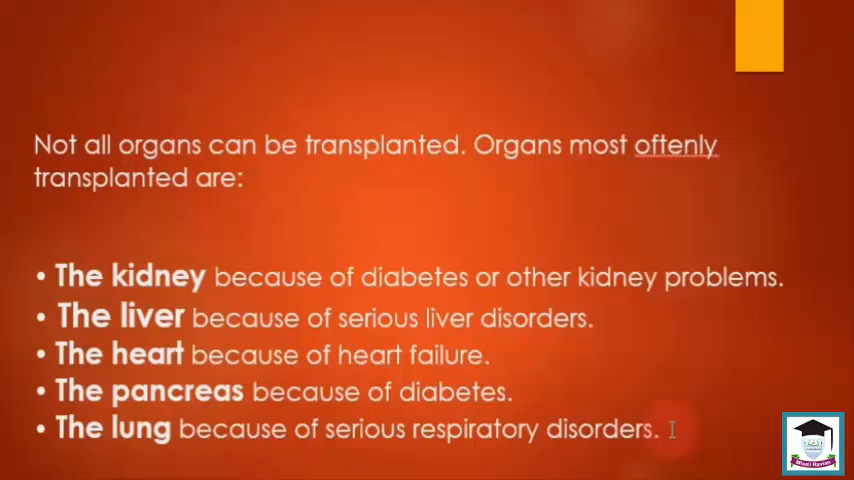 Not all organs can be transplanted. Organs most oftenly
transplanted are:
• The kidney because of diabetes or other kidney problems.
• The liver because of serious liver disorders.
• The heart because of heart failure.
• The pancreas because of diabetes.
• The lung because of serious respiratory disorders.